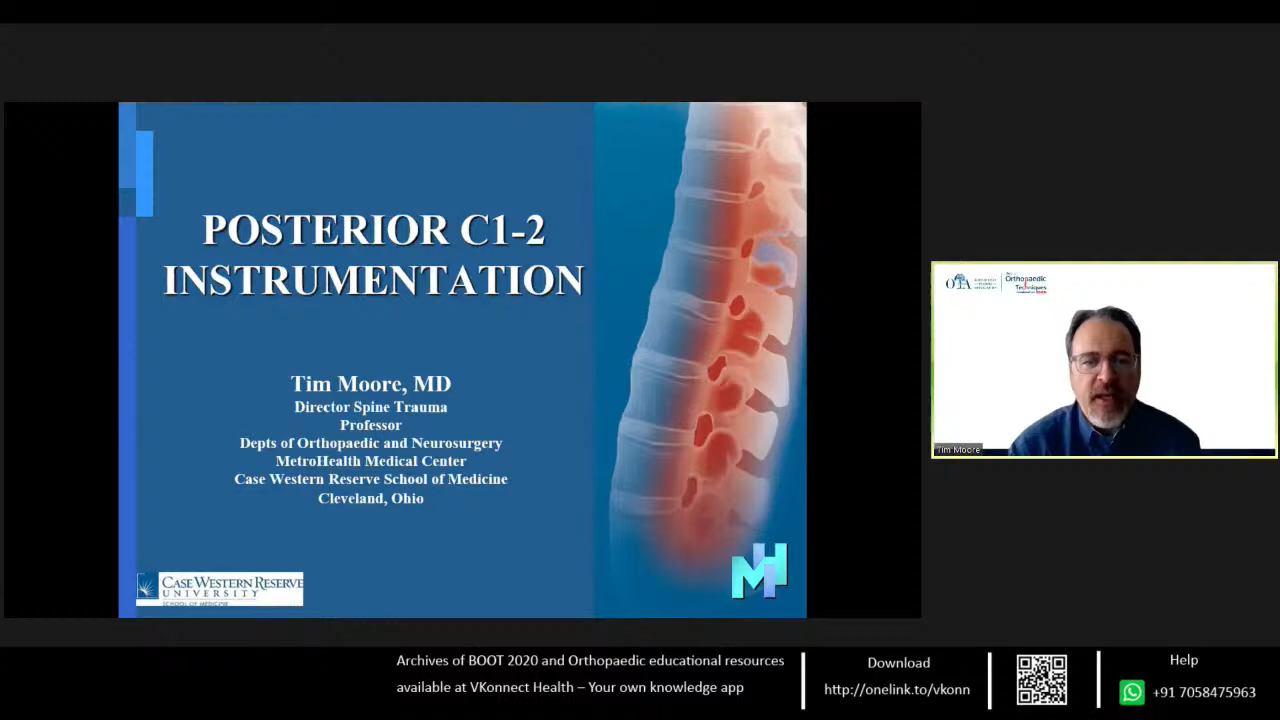 POSTERIOR C1-2
INSTRUMENTATION
Tim Moore, MD
Director Spine Trauma
Professor
Depts of Orthopaedic and Neurosurgery
MetroHealth Medical Center
Case Western Reserve School of Medicine
Cleveland, Ohio
CASE WESTERN RESERVE
UNIVERSITY
SCHOOL OF MEDICINE
MH
OTA
Orthopaedic
Techniques
Tim Moore
Archives of BOOT 2020 and Orthopaedic educational resources
available at VKonnect Health – Your own knowledge app
Download
http://onelink.to/vkonn
Help
+91 7058475963